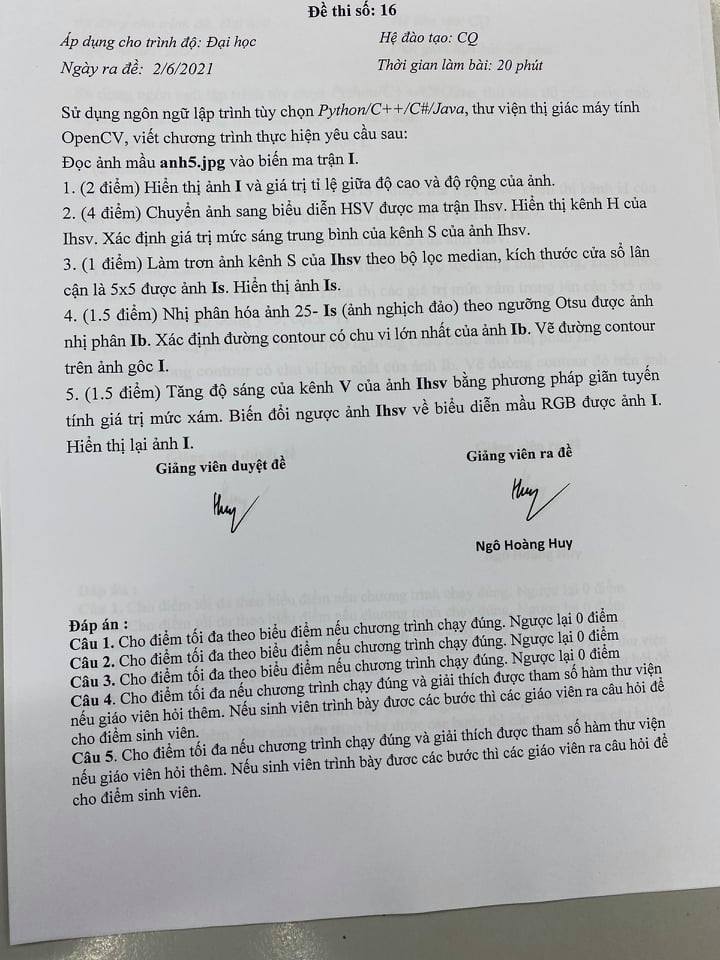 Đề thi số: 16
Áp dụng cho trình độ: Đại học Hệ đào tạo: CQ
Ngày ra đề: 2/6/2021 Thời gian làm bài: 20 phút
Sử dụng ngôn ngữ lập trình tùy chọn Python/C++/C#/Java, thư viện thị giác máy tính
OpenCV, viết chương trình thực hiện yêu cầu sau:
Đọc ảnh mầu anh5.jpg vào biến ma trận I.
1. (2 điểm) Hiển thị ảnh I và giá trị tỉ lệ giữa độ cao và độ rộng của ảnh.
2. (4 điểm) Chuyển ảnh sang biểu diễn HSV được ma trận Ihsv. Hiển thị kênh H của
Ihsv. Xác định giá trị mức sáng trung bình của kênh S của ảnh Ihsv.
3. (1 điểm) Làm trơn ảnh kênh S của Ihsv theo bộ lọc median, kích thước cửa sổ lân
cận là 5x5 được ảnh Is. Hiển thị ảnh Is.
4. (1.5 điểm) Nhị phân hóa ảnh 25- Is (ảnh nghịch đảo) theo ngưỡng Otsu được ảnh
nhị phân Ib. Xác định đường contour có chu vi lớn nhất của ảnh Ib. Vẽ đường contour
trên ảnh gốc I.
5. (1.5 điểm) Tăng độ sáng của kênh V của ảnh Ihsv bằng phương pháp giãn tuyến
tính giá trị mức xám. Biến đổi ngược ảnh Ihsv về biểu diễn mầu RGB được ảnh I.
Hiển thị lại ảnh I.
Giảng viên duyệt đề Giảng viên ra đề
Huy Huy
Ngô Hoàng Huy
Đáp án :
Câu 1. Cho điểm tối đa theo biểu điểm nếu chương trình chạy đúng. Ngược lại 0 điểm
Câu 2. Cho điểm tối đa theo biểu điểm nếu chương trình chạy đúng. Ngược lại 0 điểm
Câu 3. Cho điểm tối đa theo biểu điểm nếu chương trình chạy đúng. Ngược lại 0 điểm
Câu 4. Cho điểm tối đa nếu chương trình chạy đúng và giải thích được tham số hàm thư viện
nếu giáo viên hỏi thêm. Nếu sinh viên trình bày đươc các bước thì các giáo viên ra câu hỏi để
cho điểm sinh viên.
Câu 5. Cho điểm tối đa nếu chương trình chạy đúng và giải thích được tham số hàm thư viện
nếu giáo viên hỏi thêm. Nếu sinh viên trình bày đươc các bước thì các giáo viên ra câu hỏi để
cho điểm sinh viên.